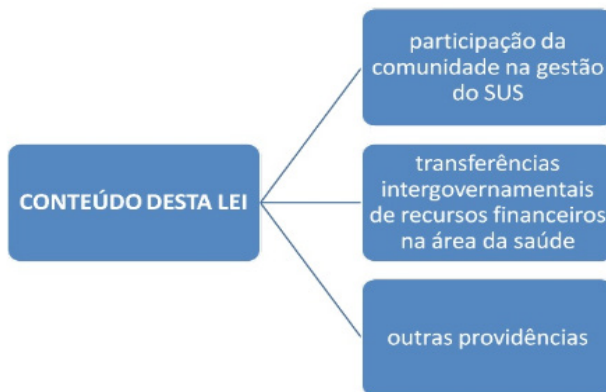 CONTEÚDO DESTA LEI
participação da
comunidade na gestão
do SUS
transferências
intergovernamentais
de recursos financeiros
na área da saúde
outras providências